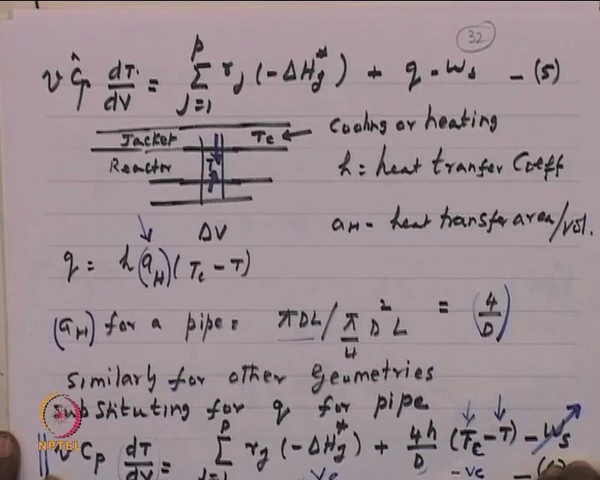 32
v Ĉp dT/dV = Σ_{j=1}^{p} rj (-ΔHj*) + q - Ws - (5)
Jacket Tc ← Cooling or heating
Reactor T h = heat tranfer Coeff
ΔV aH - heat transfer area/vol.
q = h (aH) (Tc - T)
(aH) for a pipe = πDL / π/4 D² L = (4/D)
similarly for other Geometries
substituting for q for pipe
v Cp (dT/dV) = Σ_{j=1}^{p} rj (-ΔHj*) + 4h/D (Tc - T) - Ws
-ve
NPTEL